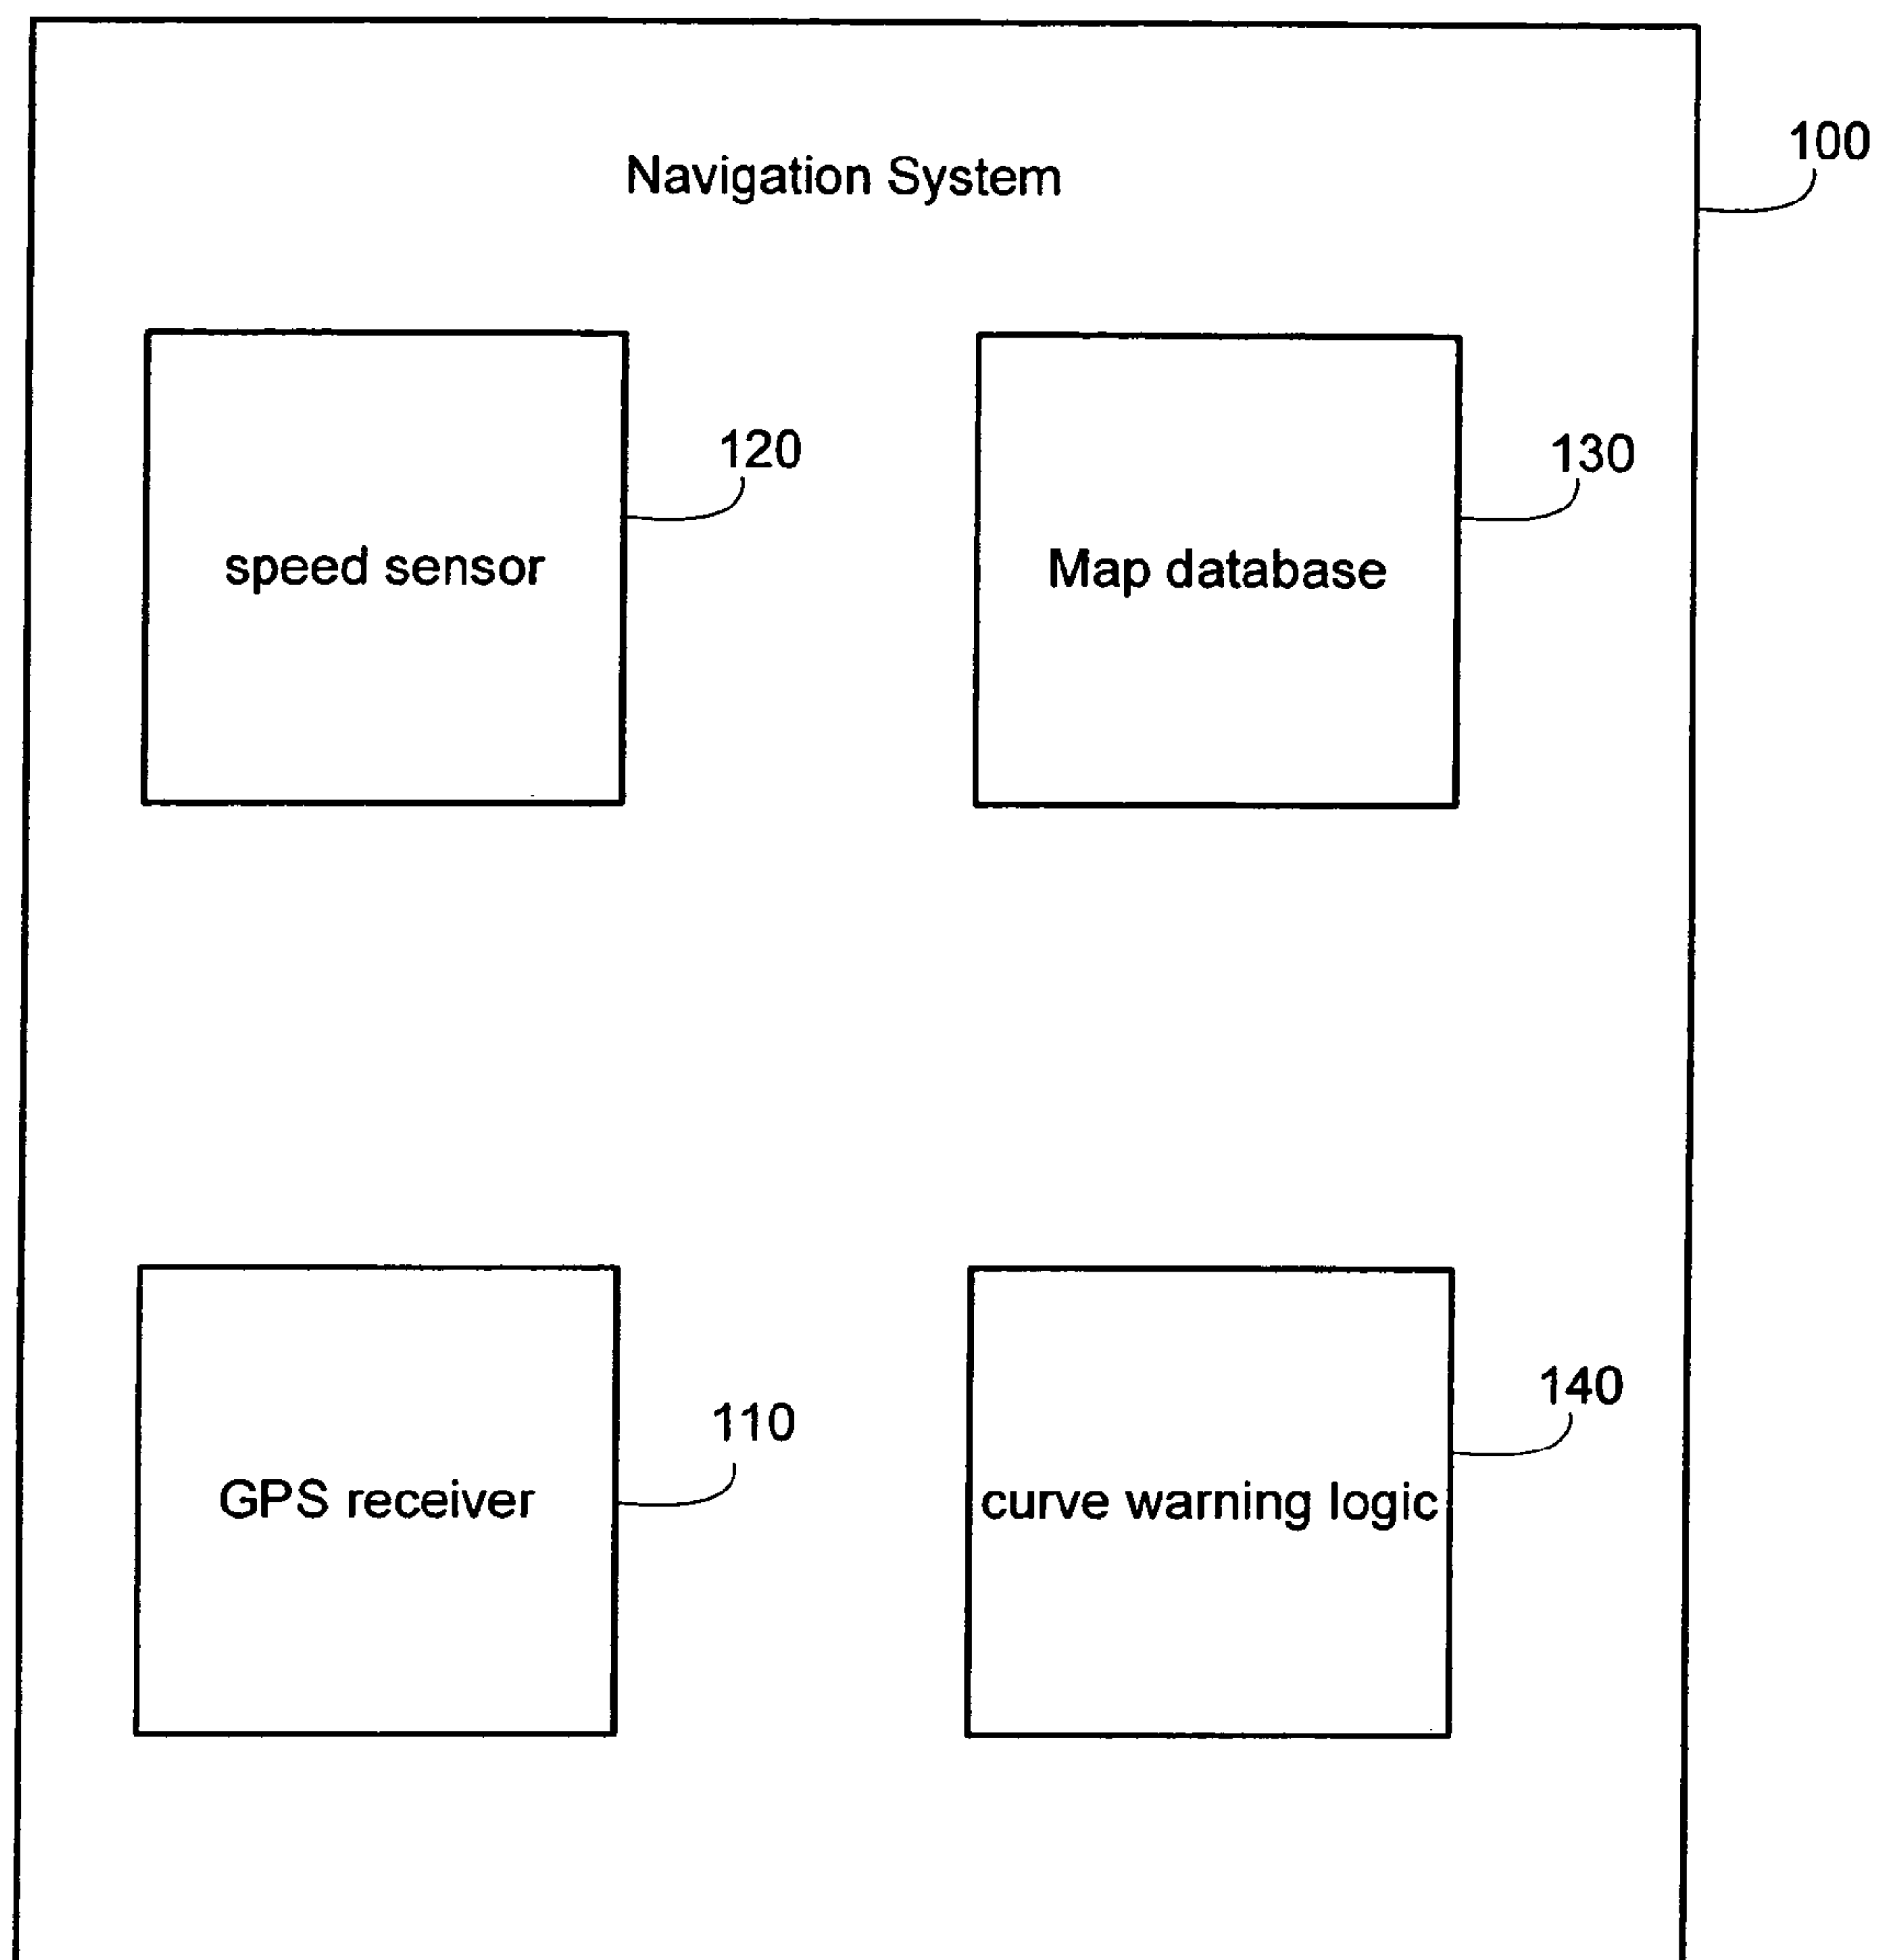 Navigation System
100
speed sensor
120
Map database
130
GPS receiver
110
curve warning logic
140